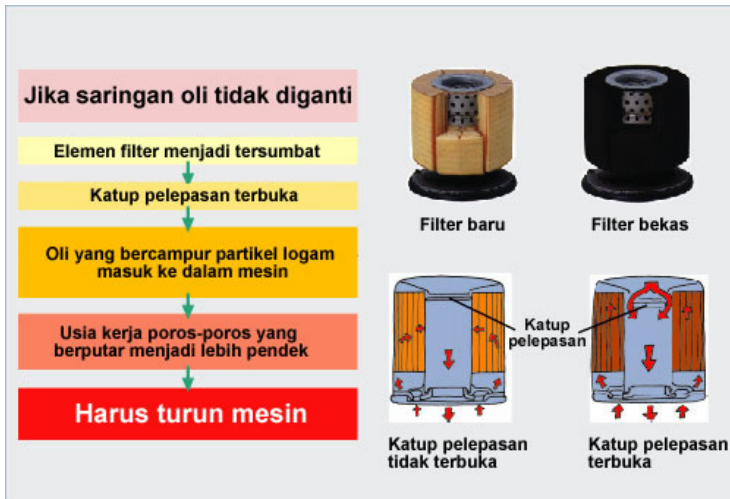 Jika saringan oli tidak diganti
Elemen filter menjadi tersumbat
Katup pelepasan terbuka
Oli yang bercampur partikel logam
masuk ke dalam mesin
Usia kerja poros-poros yang
berputar menjadi lebih pendek
Harus turun mesin
Filter baru
Filter bekas
Katup
pelepasan
Katup pelepasan
tidak terbuka
Katup pelepasan
terbuka